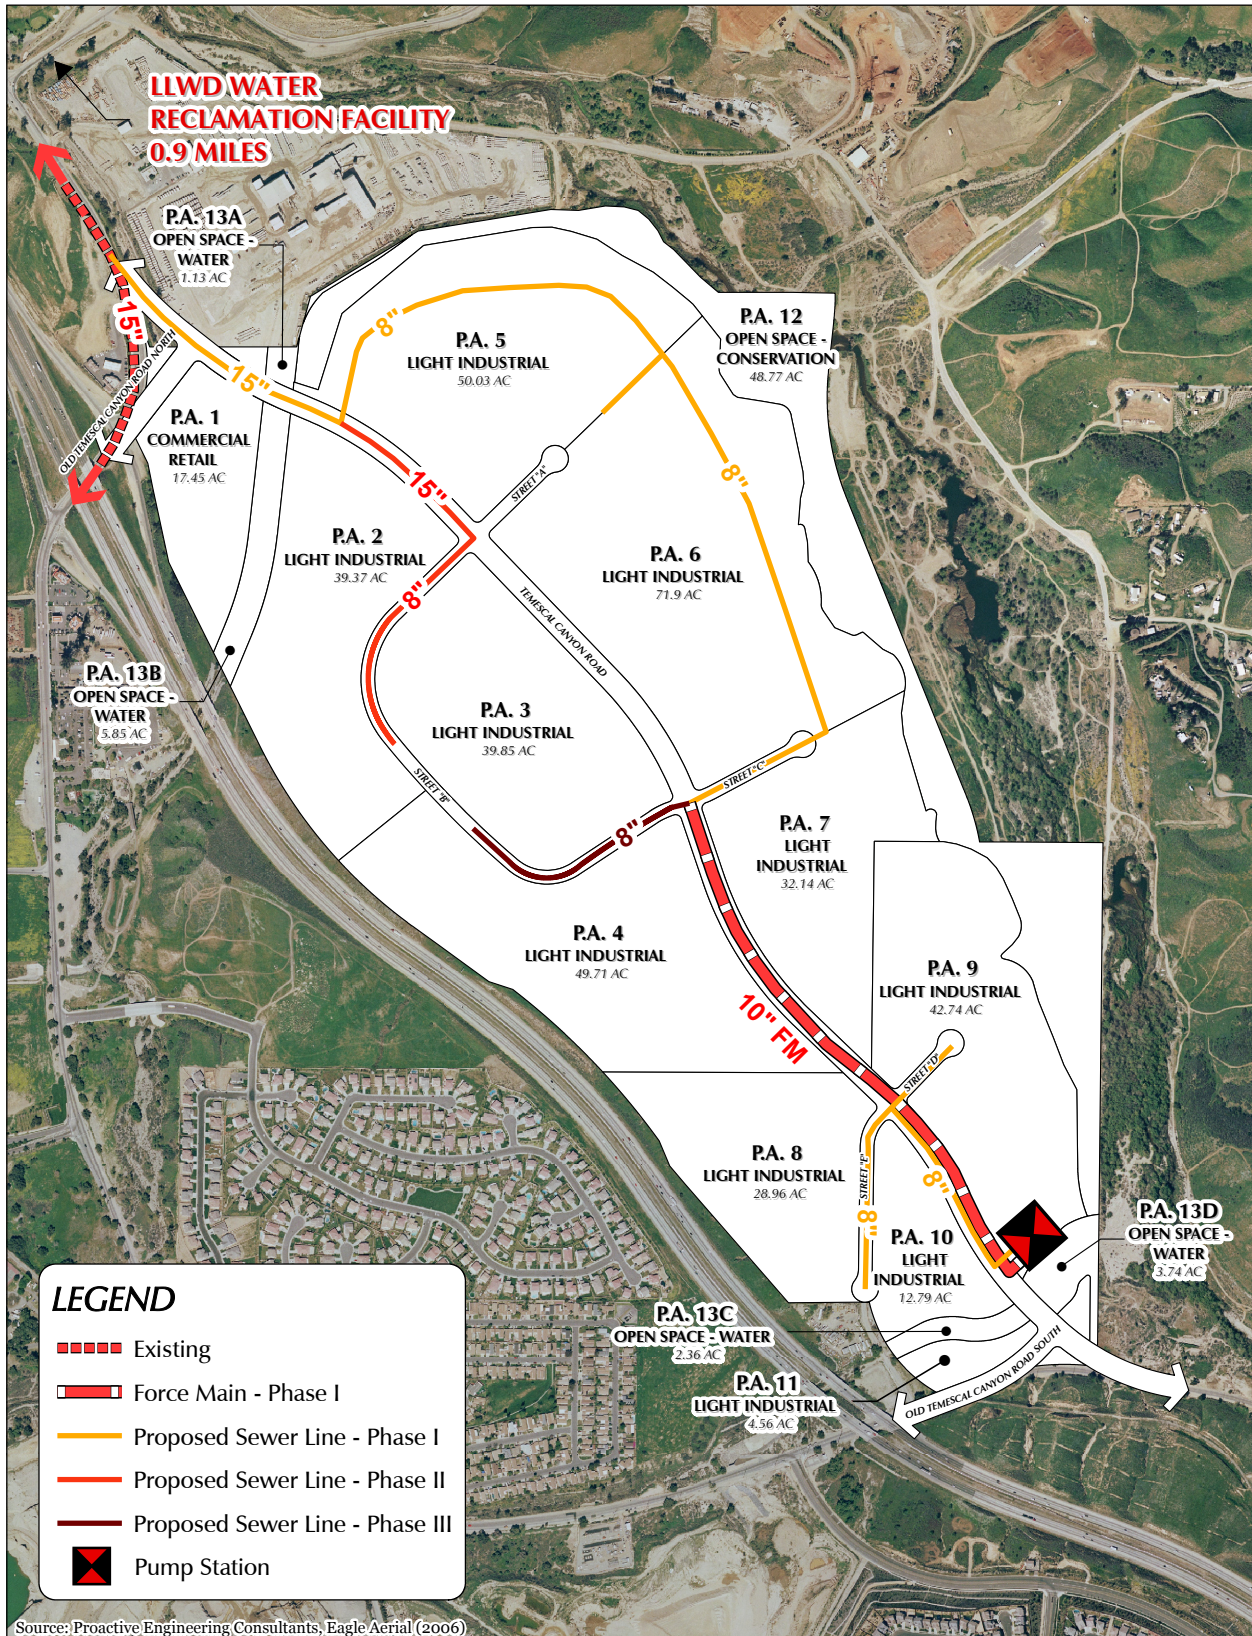 LLWD WATER
RECLAMATION FACILITY
0.9 MILES
P.A. 13A
OPEN SPACE -
WATER
1.13 AC
15"
OLD TEMESCAL CANYON ROAD NORTH
15"
P.A. 1
COMMERCIAL
RETAIL
17.45 AC
8"
P.A. 5
LIGHT INDUSTRIAL
50.03 AC
P.A. 12
OPEN SPACE -
CONSERVATION
48.77 AC
15"
STREET "A"
8"
P.A. 2
LIGHT INDUSTRIAL
39.37 AC
8"
P.A. 6
LIGHT INDUSTRIAL
71.9 AC
TEMESCAL CANYON ROAD
P.A. 13B
OPEN SPACE -
WATER
5.85 AC
P.A. 3
LIGHT INDUSTRIAL
39.85 AC
STREET "B"
STREET "C"
8"
P.A. 7
LIGHT
INDUSTRIAL
32.14 AC
P.A. 4
LIGHT INDUSTRIAL
49.71 AC
10" FM
P.A. 9
LIGHT INDUSTRIAL
42.74 AC
STREET "D"
P.A. 8
LIGHT INDUSTRIAL
28.96 AC
STREET "E"
8"
8"
P.A. 10
LIGHT
INDUSTRIAL
12.79 AC
P.A. 13D
OPEN SPACE -
WATER
3.74 AC
P.A. 13C
OPEN SPACE - WATER
2.36 AC
P.A. 11
LIGHT INDUSTRIAL
4.56 AC
OLD TEMESCAL CANYON ROAD SOUTH
LEGEND
Existing
Force Main - Phase I
Proposed Sewer Line - Phase I
Proposed Sewer Line - Phase II
Proposed Sewer Line - Phase III
Pump Station
Source: Proactive Engineering Consultants, Eagle Aerial (2006)